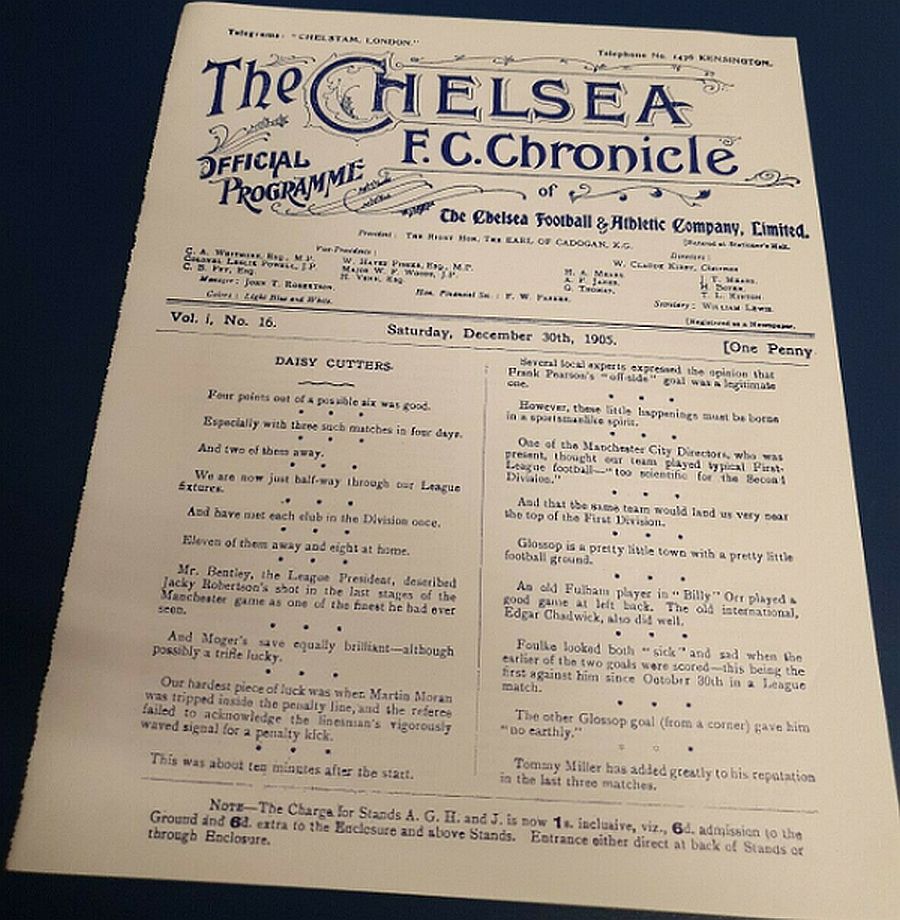 Telegrams: "CHELSTAM, LONDON."
Telephone No. 1496 KENSINGTON.
The CHELSEA
F.C. Chronicle
OFFICIAL
PROGRAMME
of
The Chelsea Football & Athletic Company, Limited.
President: THE RIGHT HON. THE EARL OF CADOGAN, K.G.
[Entered at Stationer's Hall.
Vice-Presidents:
C. A. WHITMORE, Esq., M.P.
COLONEL LESLIE POWELL, J.P.
C. B. FRY, Esq.
W. HAYES FISHER, Esq., M.P.
MAJOR W. F. WOODS, J.P.
Directors:
W. CLAUDE KIRBY, Chairman
H. A. MEARS.
G. THOMAS.
J. T. MEARS.
H. BOYER.
Manager: JOHN T. ROBERTSON.
Hon. Financial Sec.: F. W. PARKER.
Secretary: WILLIAM LEWIS.
Colors: Light Blue and White.
[Registered as a Newspaper.
Vol. i, No. 16.
Saturday, December 30th, 1905.
[One Penny
DAISY CUTTERS.
Four points out of a possible six was good.
Especially with three such matches in four days.
And two of them away.
We are now just half-way through our League
fixtures.
And have met each club in the Division once.
Eleven of them away and eight at home.
Mr. Bentley, the League President, described
Jacky Robertson's shot in the last stages of the
Manchester game as one of the finest he had ever
seen.
And Moger's save equally brilliant—although
possibly a trifle lucky.
Our hardest piece of luck was when Martin Moran
was tripped inside the penalty line, and the referee
failed to acknowledge the linesman's vigorously
waved signal for a penalty kick.
This was about ten minutes after the start.
Several local experts expressed the opinion that
Frank Pearson's "off-side" goal was a legitimate
one.
However, these little happenings must be borne
in a sportsmanlike spirit.
One of the Manchester City Directors, who was
present, thought our team played typical First-
League football—"too scientific for the Second
Division."
And that the same team would land us very near
the top of the First Division.
Glossop is a pretty little town with a pretty little
football ground.
An old Fulham player in "Billy" Orr played a
good game at left back. The old international,
Edgar Chadwick, also did well.
Foulke looked both "sick" and sad when the
earlier of the two goals were scored—this being the
first against him since October 30th in a League
match.
The other Glossop goal (from a corner) gave him
"no earthly."
Tommy Miller has added greatly to his reputation
in the last three matches.
NOTE—The Charge for Stands A. G. H. and J. is now 1s. inclusive, viz., 6d. admission to the
Ground and 6d. extra to the Enclosure and above Stands. Entrance either direct at back of Stands or
through Enclosure.